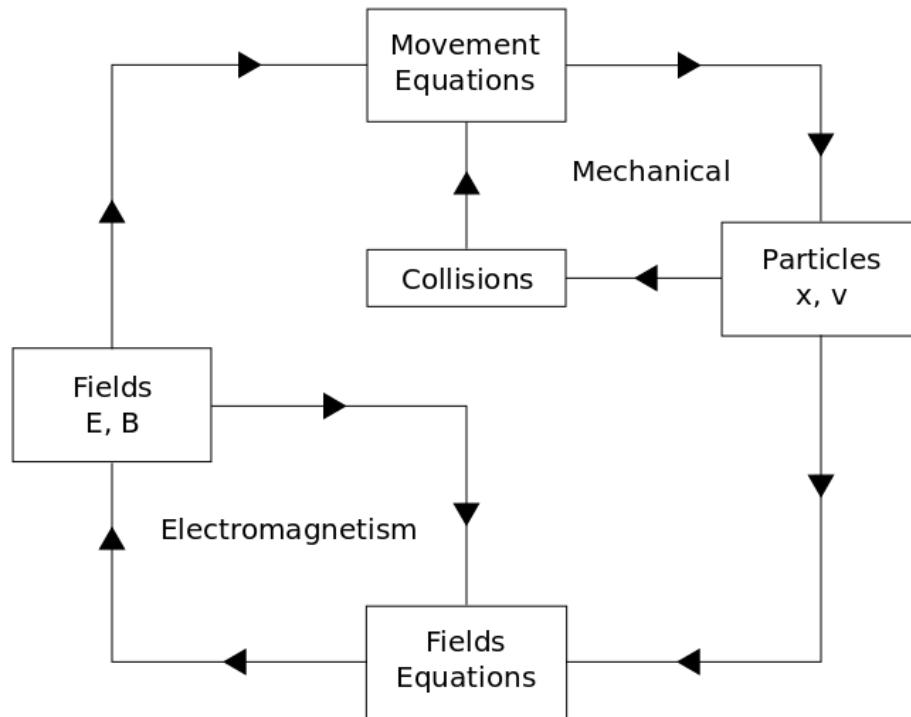 Movement
Equations
Mechanical
Particles
x, v
Collisions
Fields
E, B
Electromagnetism
Fields
Equations